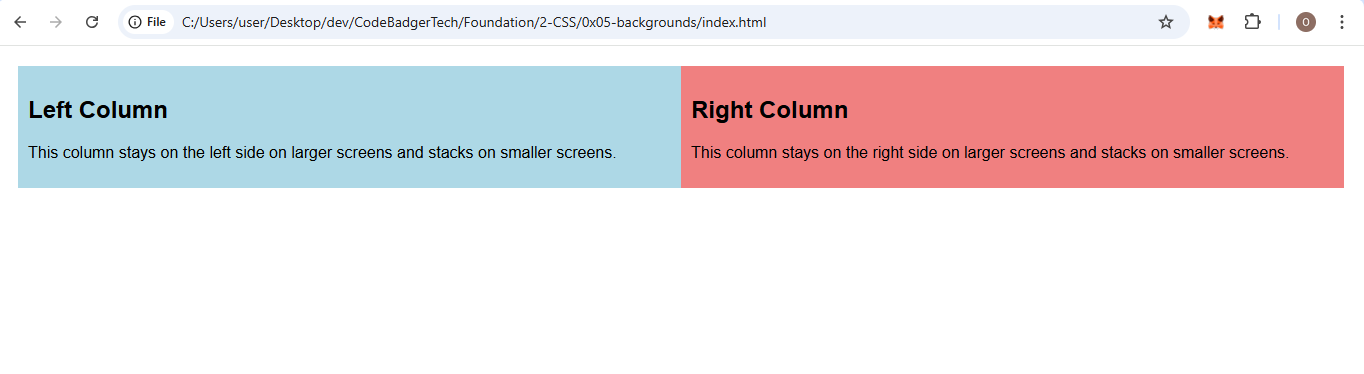 File C:/Users/user/Desktop/dev/CodeBadgerTech/Foundation/2-CSS/0x05-backgrounds/index.html O
Left Column
This column stays on the left side on larger screens and stacks on smaller screens.
Right Column
This column stays on the right side on larger screens and stacks on smaller screens.